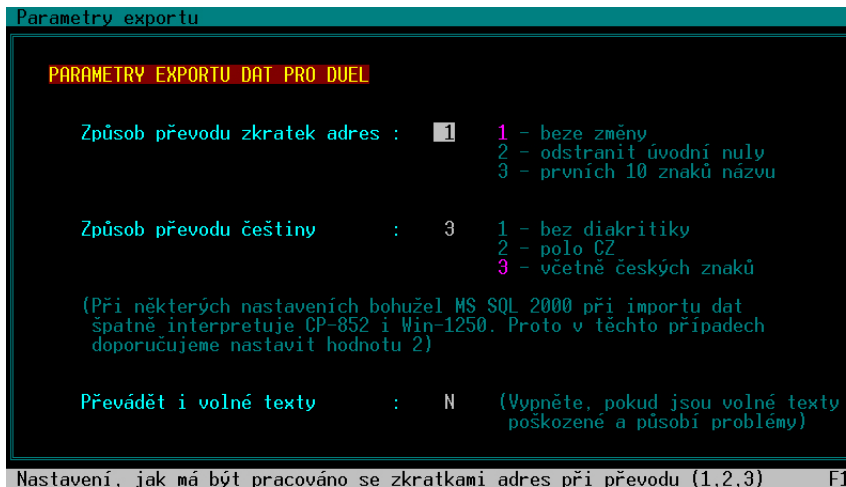 Parametry exportu
PARAMETRY EXPORTU DAT PRO DUEL
Způsob převodu zkratek adres : 1 1 - beze změny
2 - odstranit úvodní nuly
3 - prvních 10 znaků názvu
Způsob převodu češtiny : 3 1 - bez diakritiky
2 - polo CZ
3 - včetně českých znaků
(Při některých nastaveních bohužel MS SQL 2000 při importu dat
špatně interpretuje CP-852 i Win-1250. Proto v těchto případech
doporučujeme nastavit hodnotu 2)
Převádět i volné texty : N (Vypněte, pokud jsou volné texty
poškozené a působí problémy)
Nastavení, jak má být pracováno se zkratkami adres při převodu (1,2,3) F1